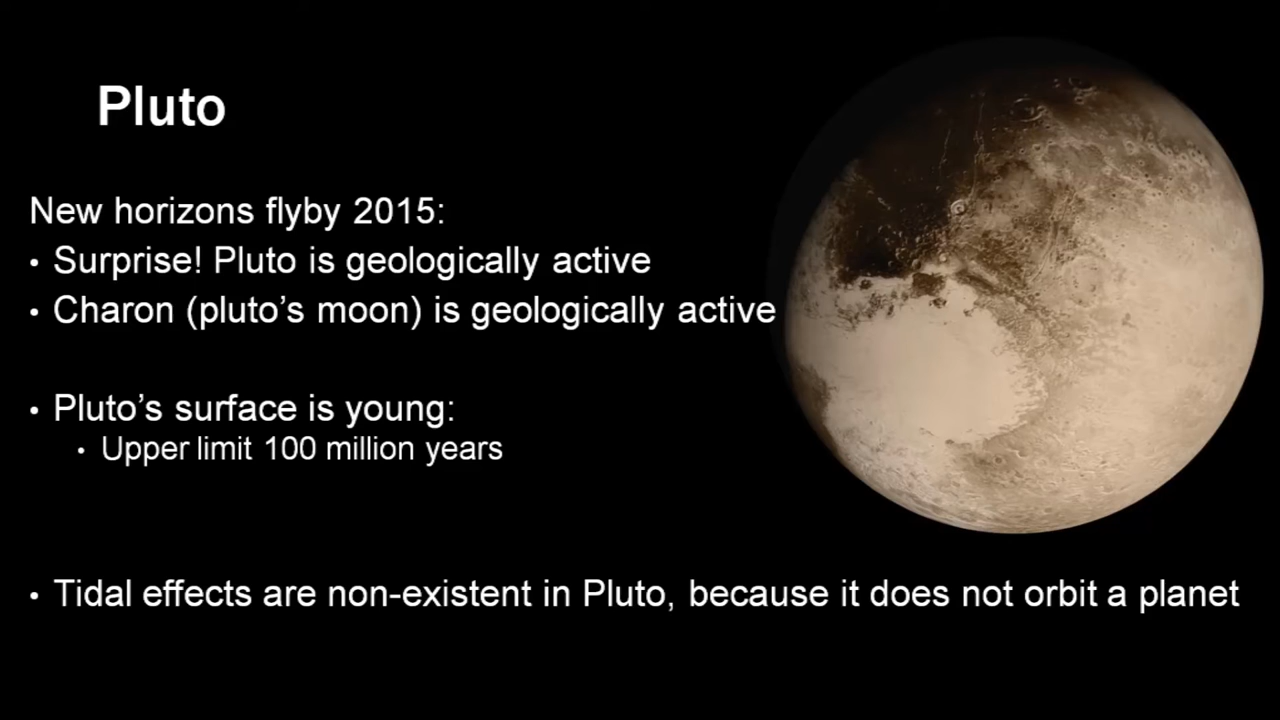 Pluto
New horizons flyby 2015:
• Surprise! Pluto is geologically active
• Charon (pluto’s moon) is geologically active
• Pluto’s surface is young:
• Upper limit 100 million years
• Tidal effects are non-existent in Pluto, because it does not orbit a planet